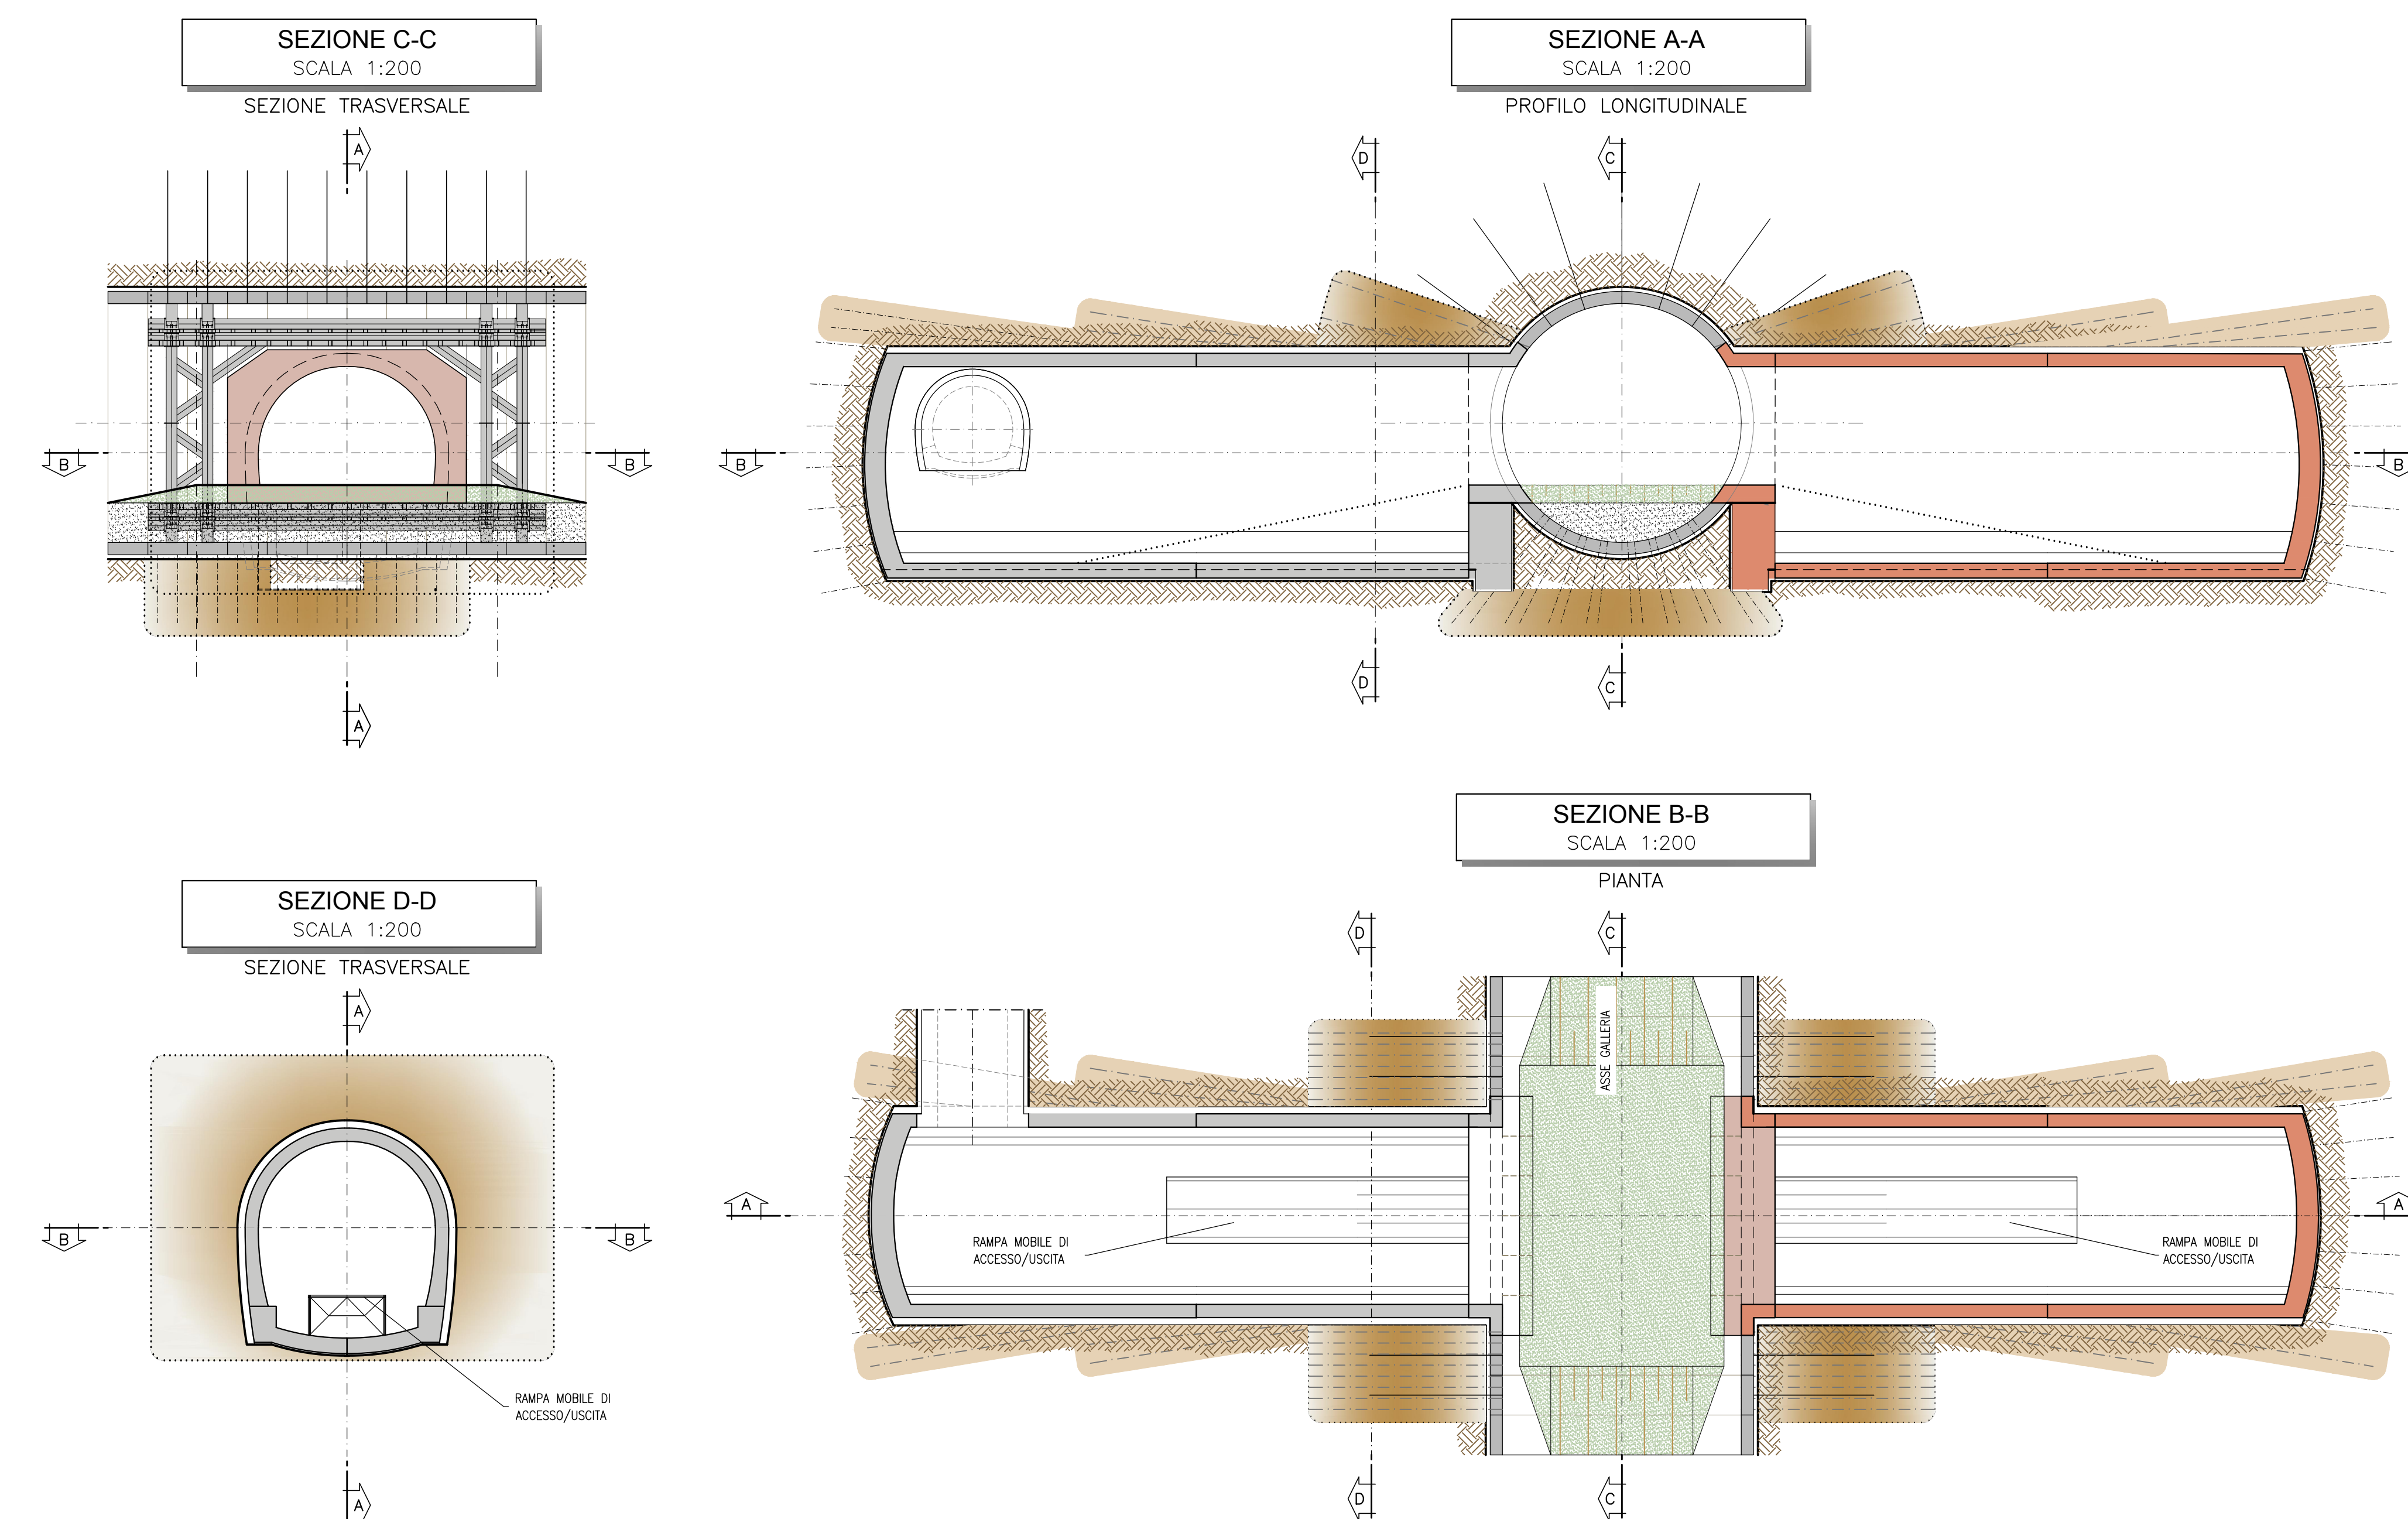 SEZIONE C-C
SCALA 1:200
SEZIONE TRASVERSALE
A
B
B
A
SEZIONE A-A
SCALA 1:200
PROFILO LONGITUDINALE
D
C
B
B
D
C
SEZIONE D-D
SCALA 1:200
SEZIONE TRASVERSALE
A
B
B
RAMPA MOBILE DI
ACCESSO/USCITA
A
SEZIONE B-B
SCALA 1:200
PIANTA
D
C
ASSE GALLERIA
A
A
RAMPA MOBILE DI
ACCESSO/USCITA
RAMPA MOBILE DI
ACCESSO/USCITA
D
C